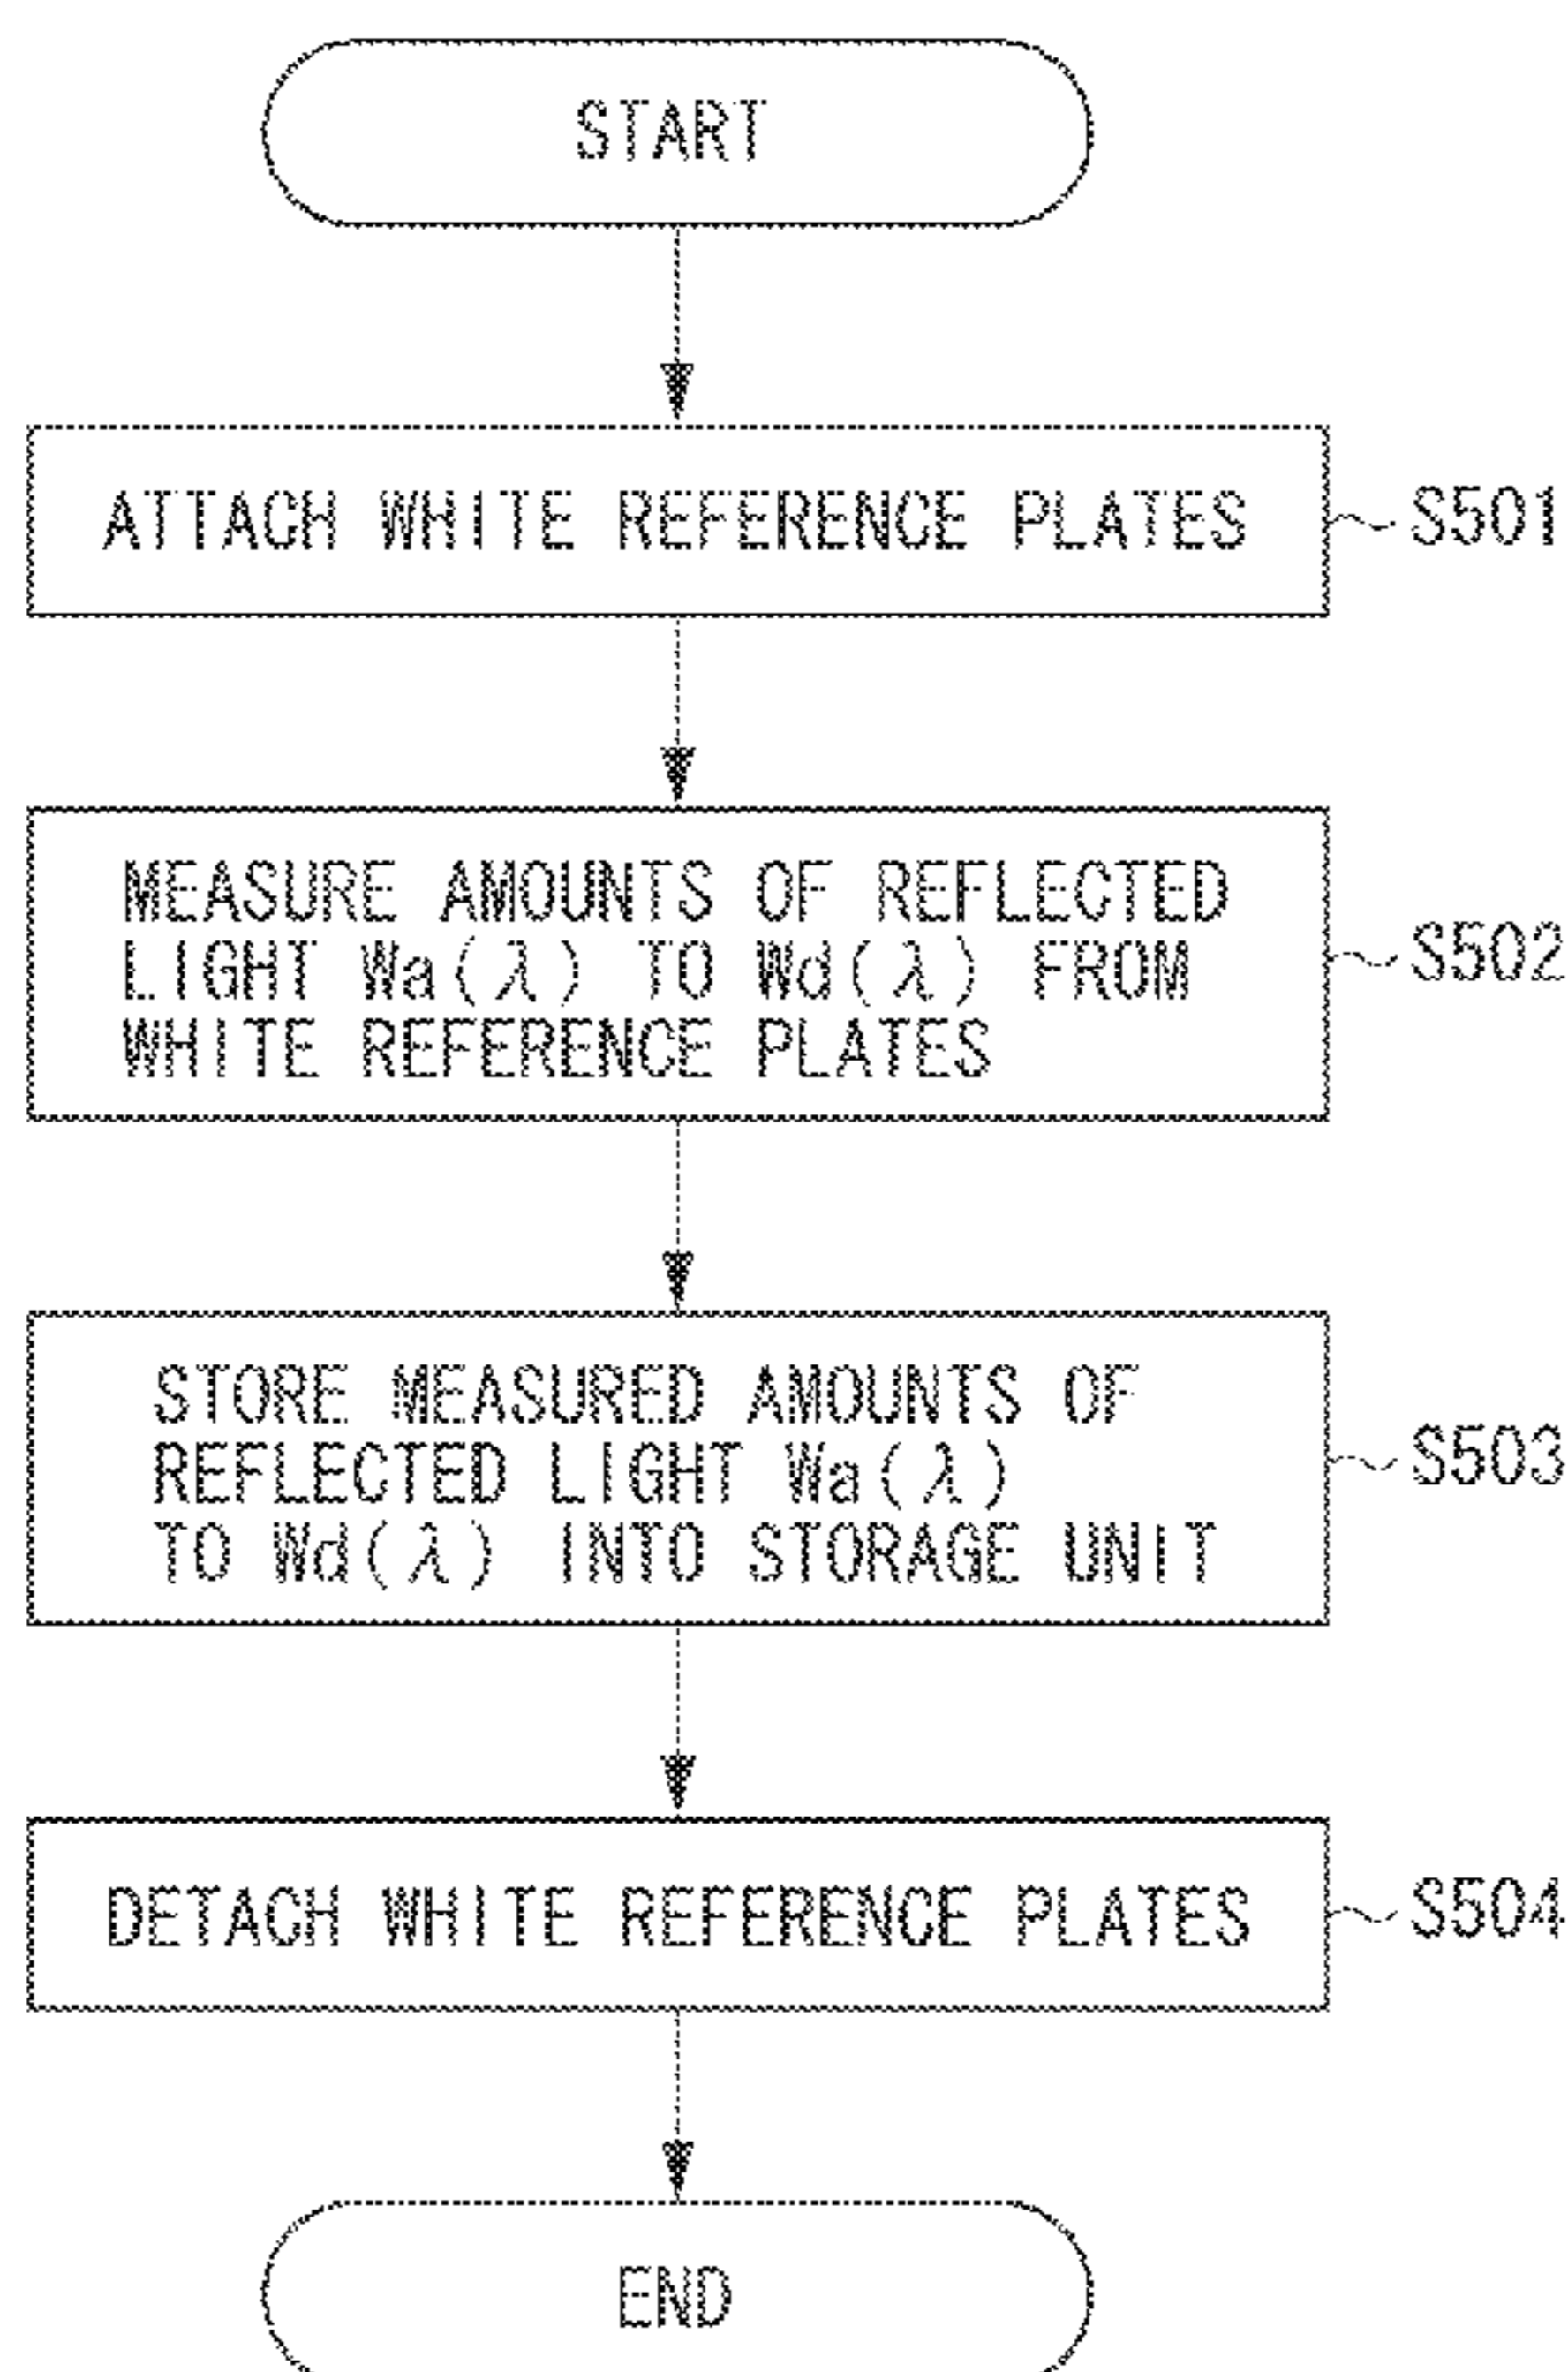 START
ATTACH WHITE REFERENCE PLATES
S501
MEASURE AMOUNTS OF REFLECTED
LIGHT Wa(λ) TO Wd(λ) FROM
WHITE REFERENCE PLATES
S502
STORE MEASURED AMOUNTS OF
REFLECTED LIGHT Wa(λ)
TO Wd(λ) INTO STORAGE UNIT
S503
DETACH WHITE REFERENCE PLATES
S504
END